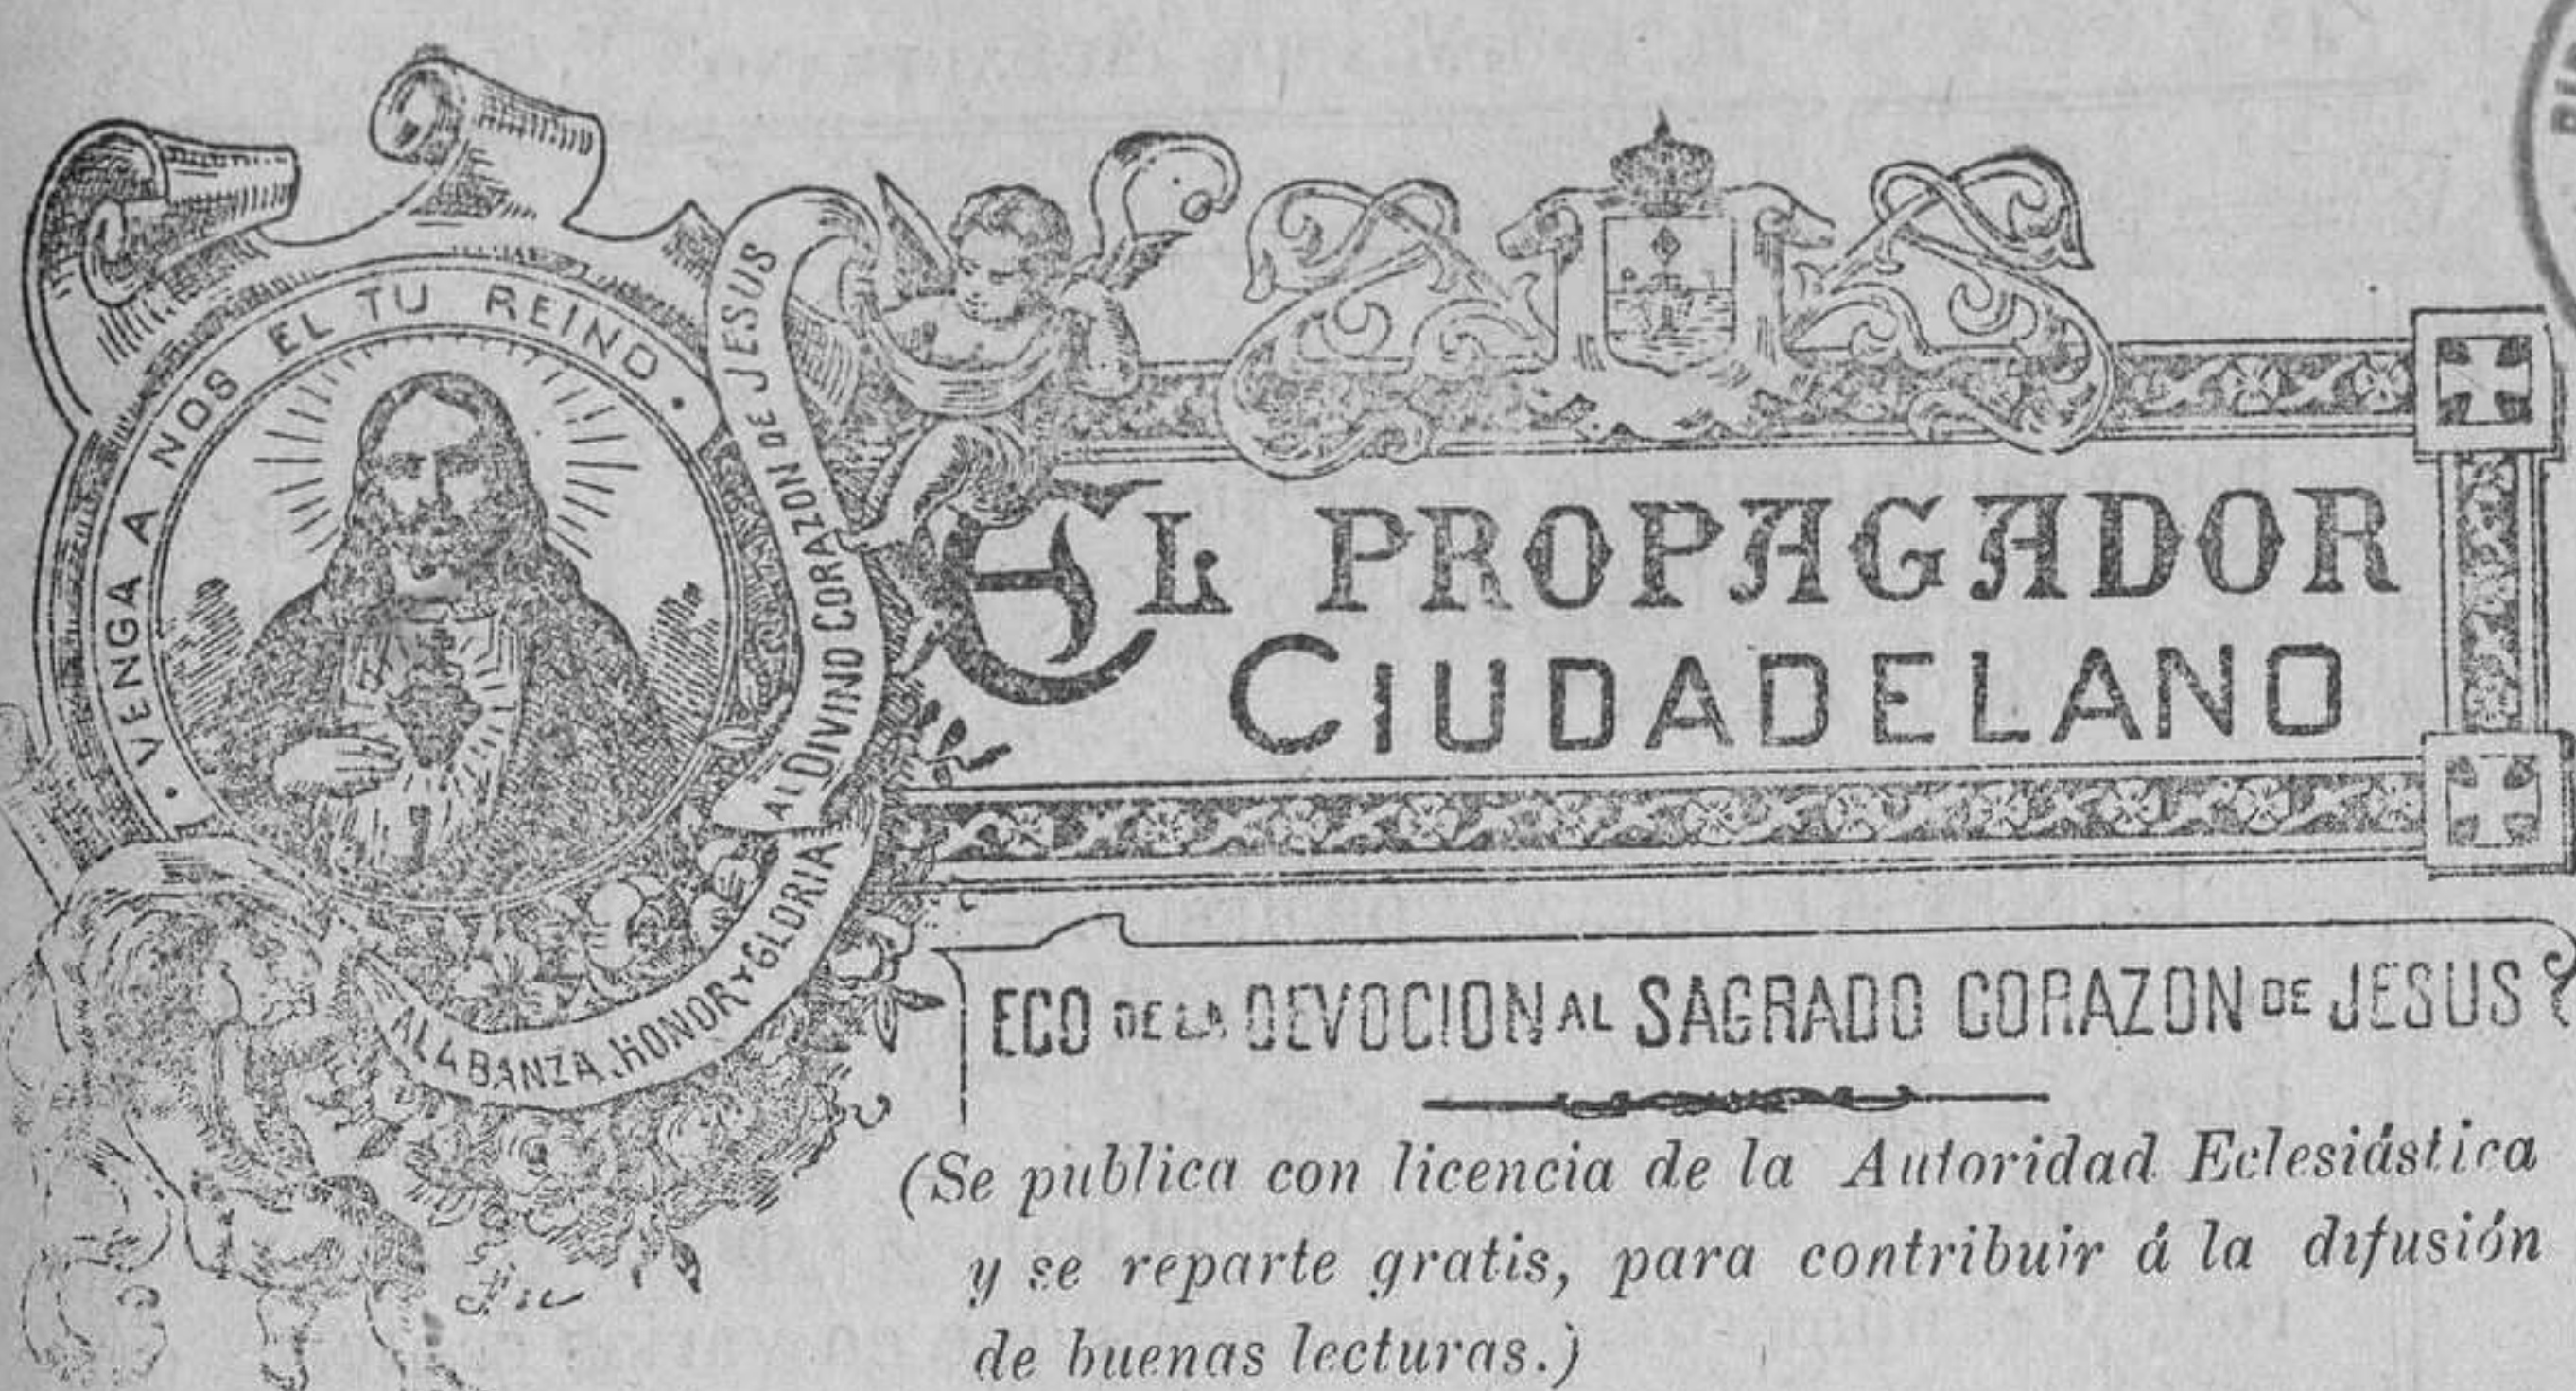 · VENGA A NOS EL TU REINO ·
ALABANZA, HONOR Y GLORIA
AL DIVINO CORAZON DE JESUS
EL PROPAGADOR
CIUDADELANO
ECO DE LA DEVOCION AL SAGRADO CORAZON DE JESUS
(Se publica con licencia de la Autoridad Eclesiástica
y se reparte gratis, para contribuir á la difusión
de buenas lecturas.)